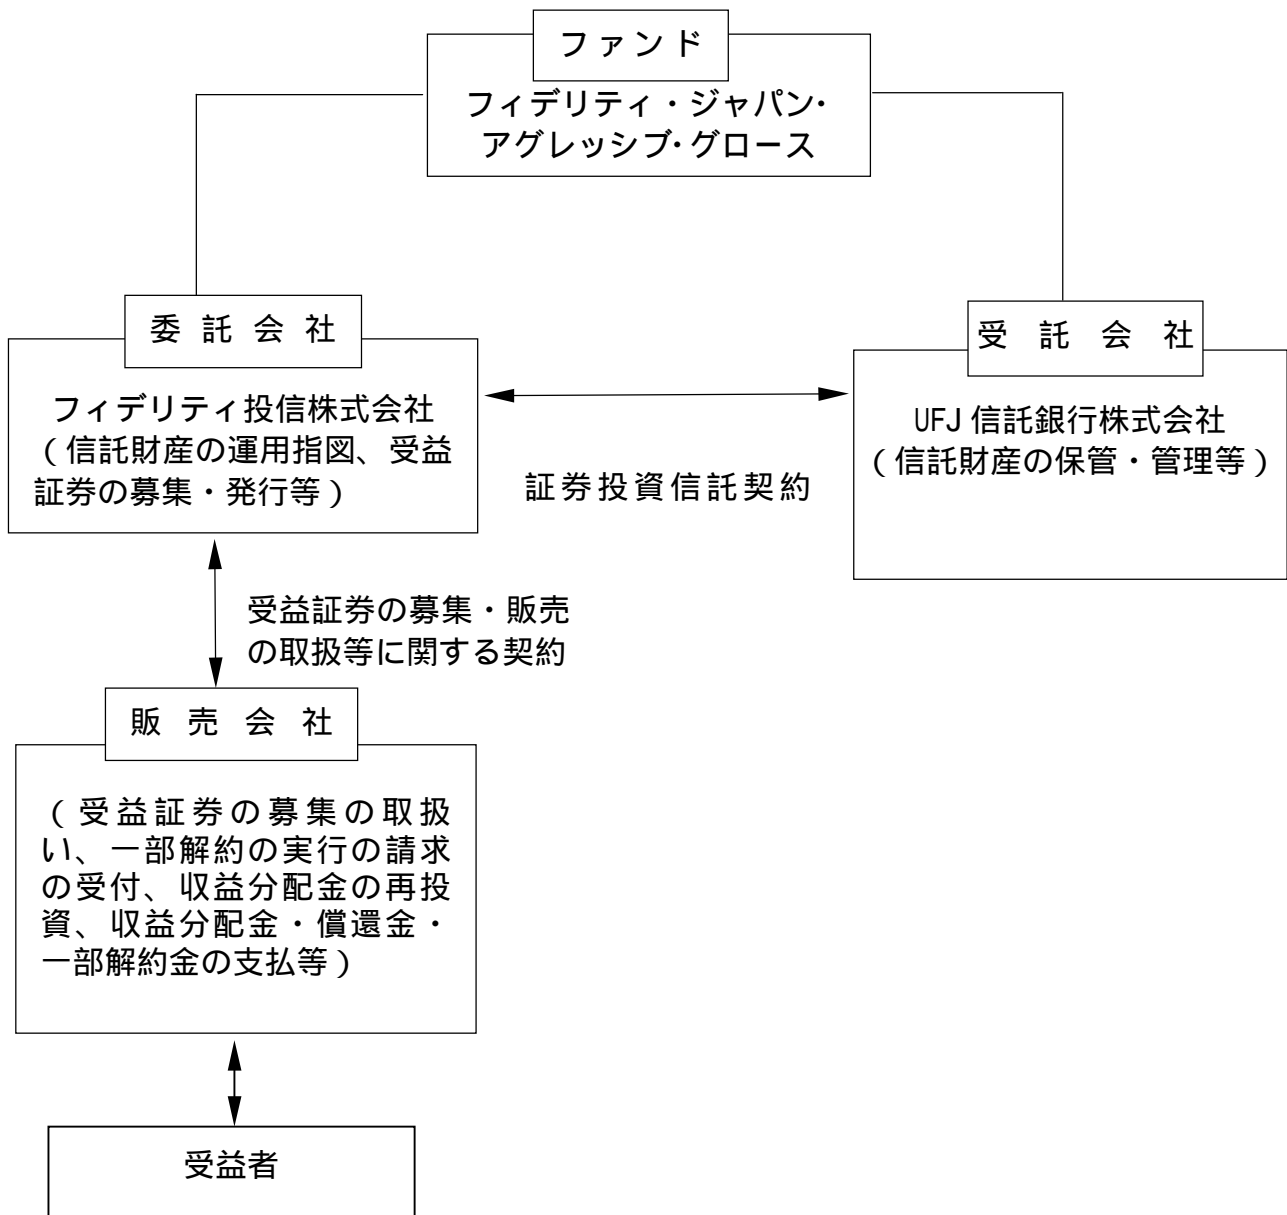 ファンド
フィデリティ・ジャパン・
アグレッシブ・グロース
委託会社
フィデリティ投信株式会社
（信託財産の運用指図、受益
証券の募集・発行等）
証券投資信託契約
受託会社
UFJ信託銀行株式会社
（信託財産の保管・管理等）
受益証券の募集・販売
の取扱等に関する契約
販売会社
（受益証券の募集の取扱
い、一部解約の実行の請求
の受付、収益分配金の再投
資、収益分配金・償還金・
一部解約金の支払等）
受益者